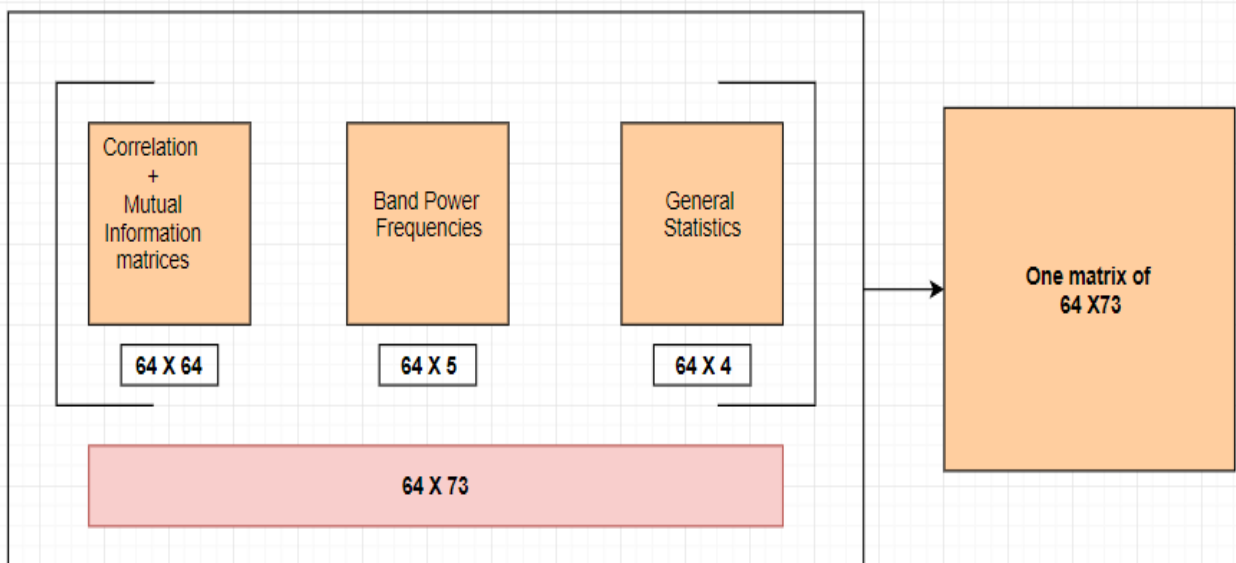 Correlation
+
Mutual
Information
matrices
Band Power
Frequencies
General
Statistics
64 X 64
64 X 5
64 X 4
64 X 73
One matrix of
64 X73